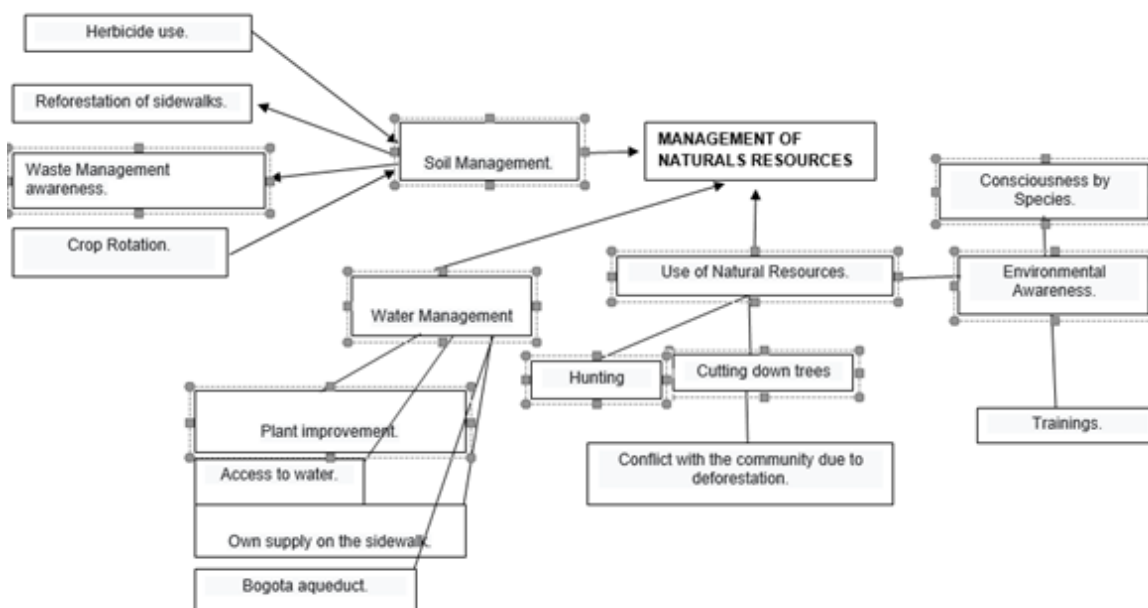 Herbicide use.
Reforestation of sidewalks.
Waste Management
awareness.
Crop Rotation.
Soil Management.
MANAGEMENT OF
NATURALS RESOURCES
Consciousness by
Species.
Use of Natural Resources.
Environmental
Awareness.
Water Management
Hunting
Cutting down trees
Trainings.
Plant improvement.
Access to water.
Own supply on the sidewalk.
Bogota aqueduct.
Conflict with the community due to
deforestation.